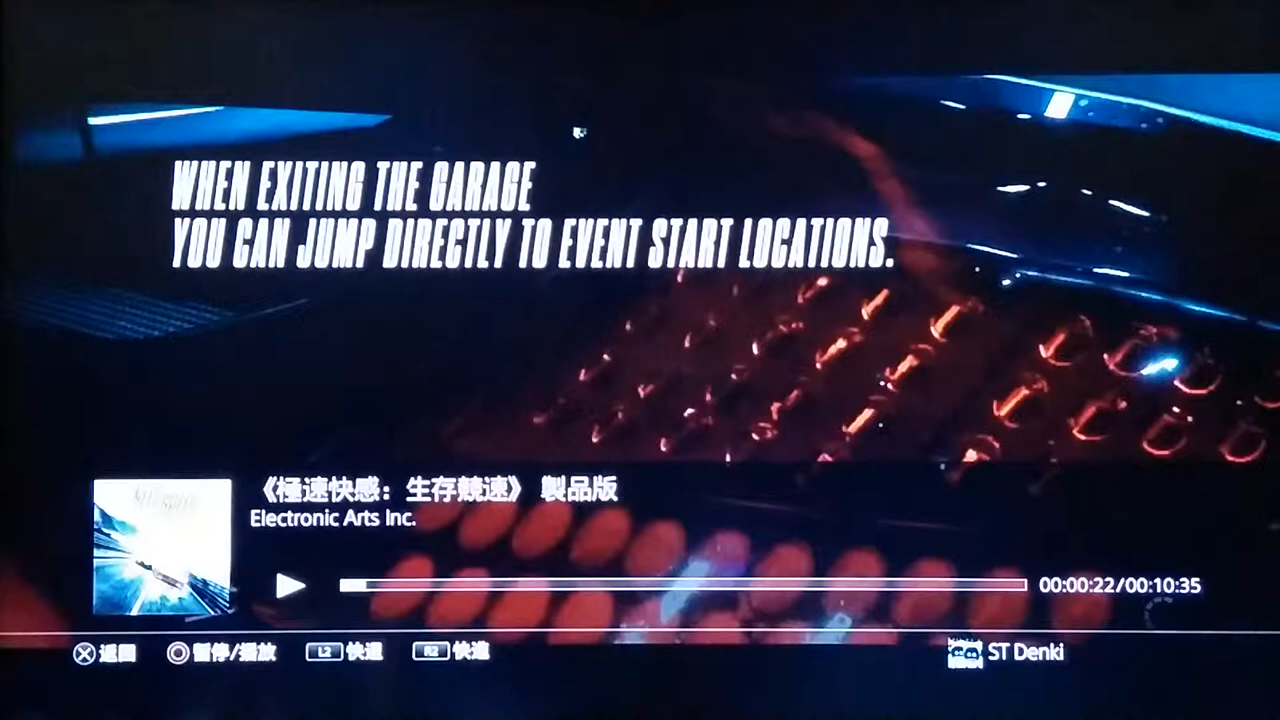 WHEN EXITING THE GARAGE
YOU CAN JUMP DIRECTLY TO EVENT START LOCATIONS.
《極速快感：生存競速》 製品版
Electronic Arts Inc.
00:00:22/00:10:35
返回 暫停/播放 L2 快退 R2 快進 ST Denki